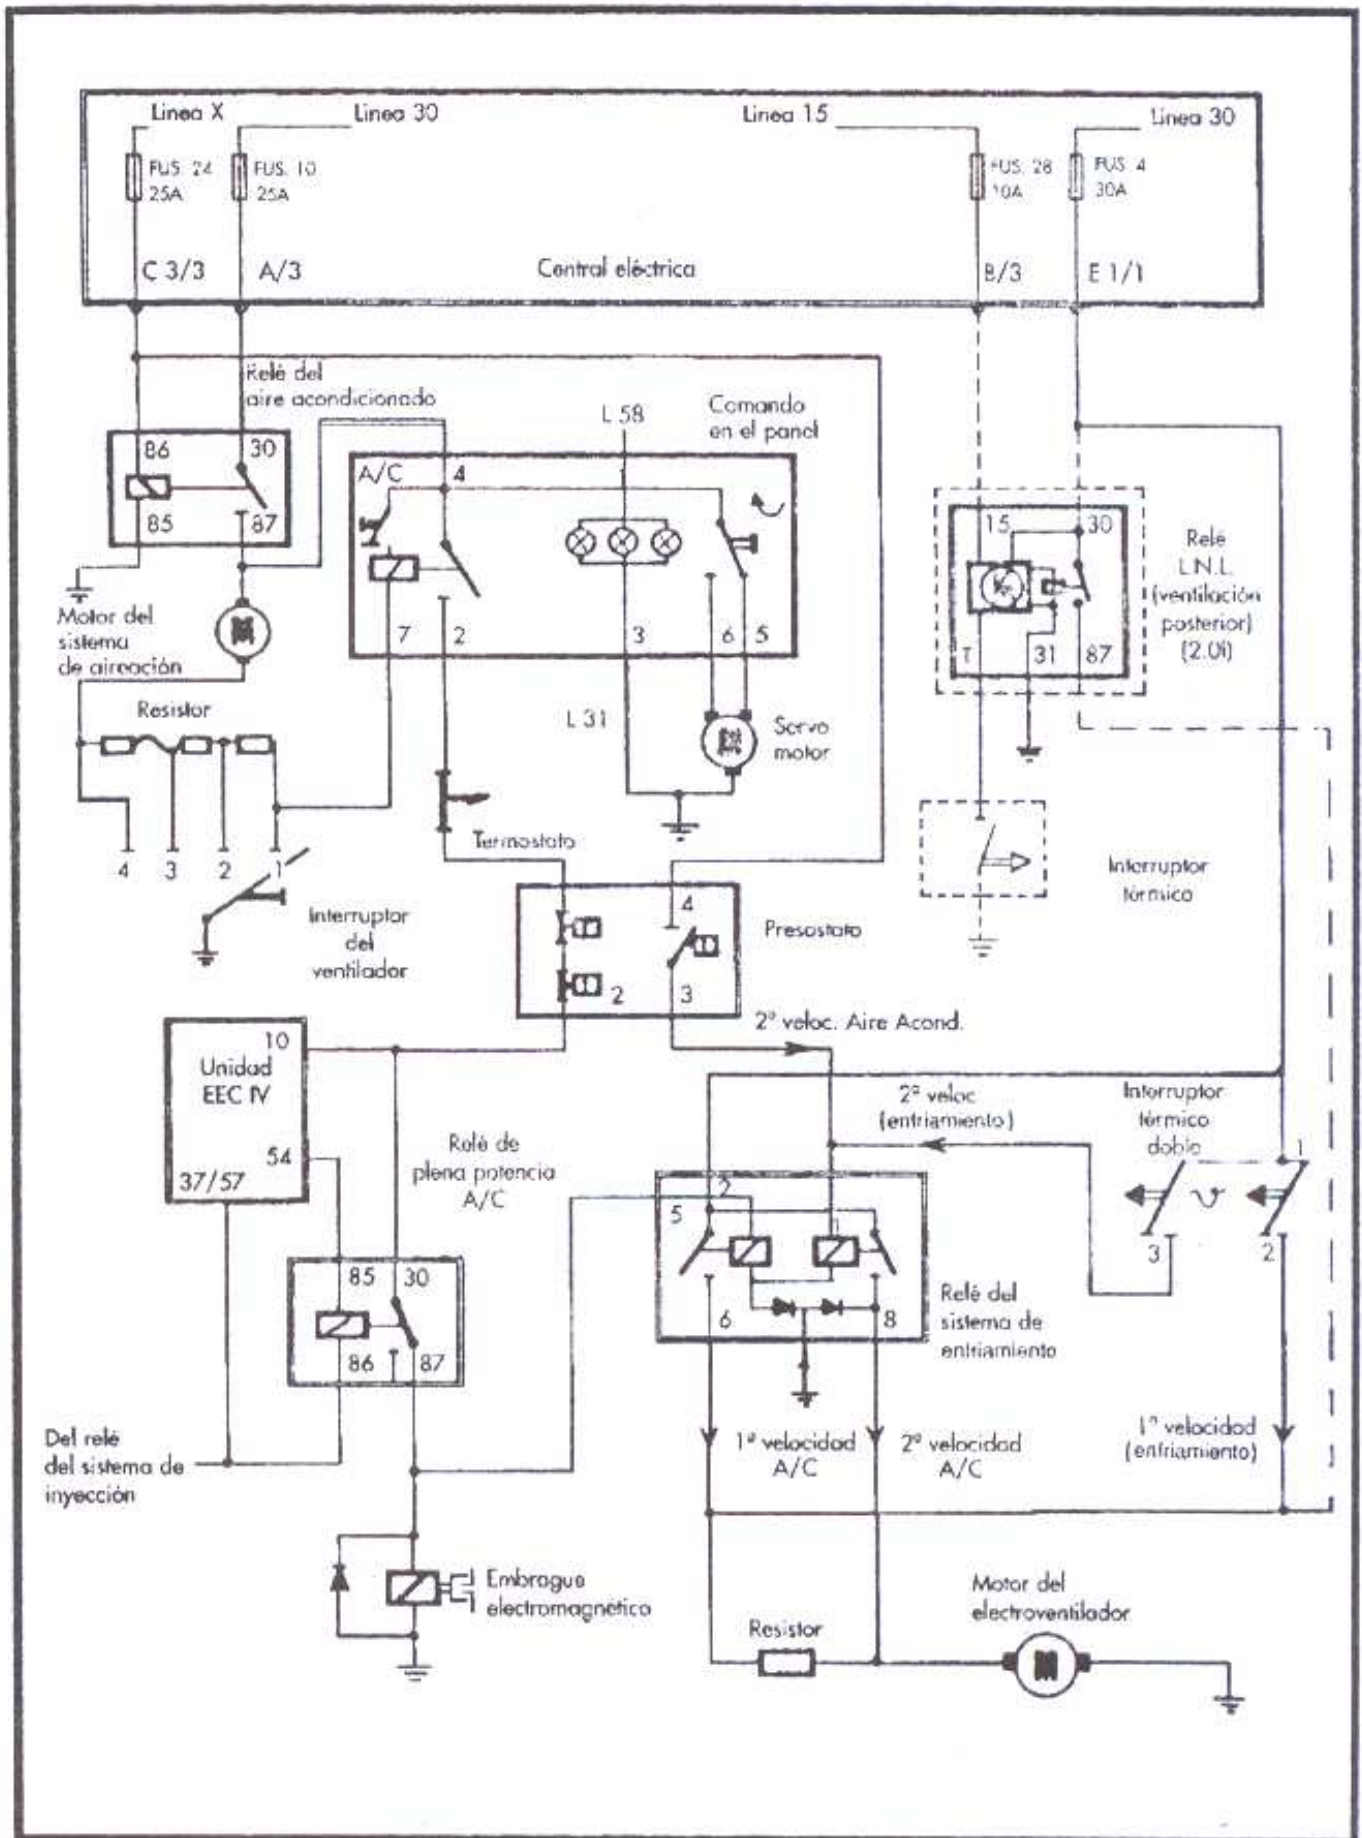 Linea X
Linea 30
Linea 15
Linea 30
FUS. 24
25A
FUS. 10
25A
FUS. 28
10A
FUS. 4
30A
C 3/3
A/3
Central eléctrica
B/3
E 1/1
Relé del
aire acondicionado
86
30
85
87
L 58
Comando
en el panel
A/C
4
7
2
3
6
5
15
30
T
31
87
Relé
L.N.L.
(ventilación
posterior)
(2.0i)
Motor del
sistema
de aireación
Resistor
4
3
2
1
L 31
Servo
motor
Termostato
Interruptor
térmico
Interruptor
del
ventilador
4
2
3
Presostato
2º veloc. Aire Acond.
10
Unidad
EEC IV
54
37/57
Relé de
plena potencia
A/C
2º veloc
(enfriamiento)
Interruptor
térmico
doble
1
3
2
2
5
6
8
Relé del
sistema de
enfriamiento
85
30
86
87
Del relé
del sistema de
inyección
1º velocidad
A/C
2º velocidad
A/C
1º velocidad
(enfriamiento)
Embrague
electromagnético
Resistor
Motor del
electroventilador